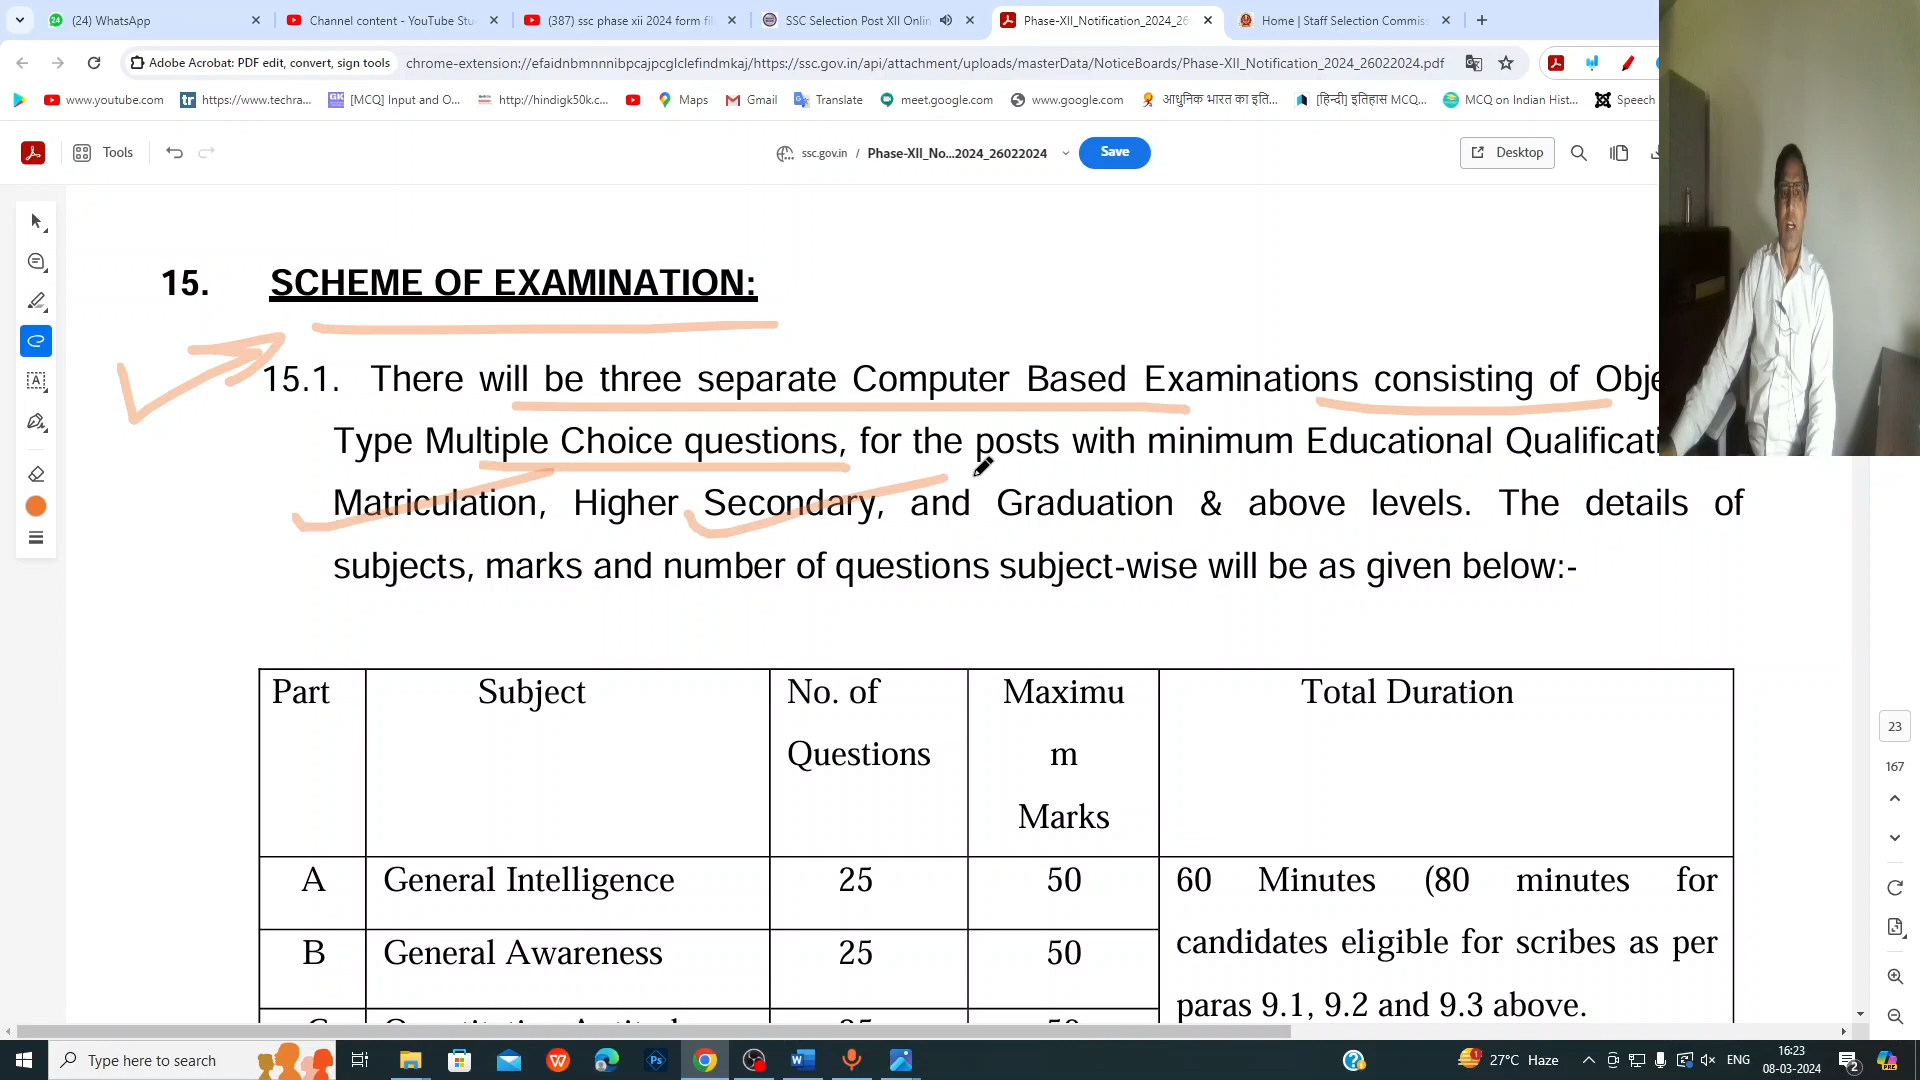 (24) WhatsApp
Channel content - YouTube Stu
(387) ssc phase xii 2024 form fil
SSC Selection Post XII Onlin
Phase-XII_Notification_2024_26
Home | Staff Selection Commis
Adobe Acrobat: PDF edit, convert, sign tools
chrome-extension://efaidnbmnnnibpcajpcglclefindmkaj/https://ssc.gov.in/api/attachment/uploads/masterData/NoticeBoards/Phase-XII_Notification_2024_26022024.pdf
www.youtube.com
https://www.techra...
[MCQ] Input and O...
http://hindigk50k.c...
Maps
Gmail
Translate
meet.google.com
www.google.com
आधुनिक भारत का इति...
[हिन्दी] इतिहास MCQ...
MCQ on Indian Hist...
Speech
Tools
ssc.gov.in / Phase-XII_No...2024_26022024
Save
Desktop
15. SCHEME OF EXAMINATION:
15.1. There will be three separate Computer Based Examinations consisting of Obje
Type Multiple Choice questions, for the posts with minimum Educational Qualificati
Matriculation, Higher Secondary, and Graduation & above levels. The details of
subjects, marks and number of questions subject-wise will be as given below:-
Part Subject No. of Questions Maximu m Marks Total Duration
A General Intelligence 25 50 60 Minutes (80 minutes for
B General Awareness 25 50 candidates eligible for scribes as per
paras 9.1, 9.2 and 9.3 above.
23
167
Type here to search
27°C Haze
ENG
16:23
08-03-2024
2